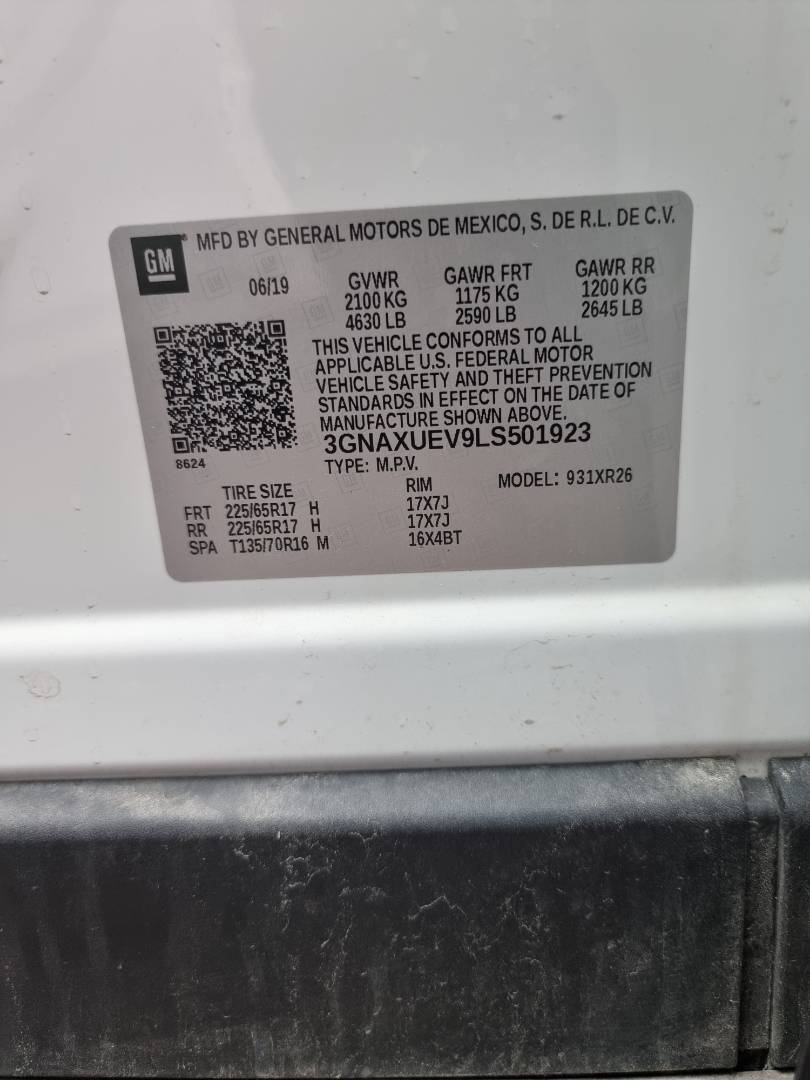 GM ® MFD BY GENERAL MOTORS DE MEXICO, S. DE R.L. DE C.V.
06/19 GVWR GAWR FRT GAWR RR
2100 KG 1175 KG 1200 KG
4630 LB 2590 LB 2645 LB
THIS VEHICLE CONFORMS TO ALL
APPLICABLE U.S. FEDERAL MOTOR
VEHICLE SAFETY AND THEFT PREVENTION
STANDARDS IN EFFECT ON THE DATE OF
MANUFACTURE SHOWN ABOVE.
3GNAXUEV9LS501923
8624
TYPE: M.P.V. MODEL: 931XR26
TIRE SIZE RIM
FRT 225/65R17 H 17X7J
RR 225/65R17 H 17X7J
SPA T135/70R16 M 16X4BT